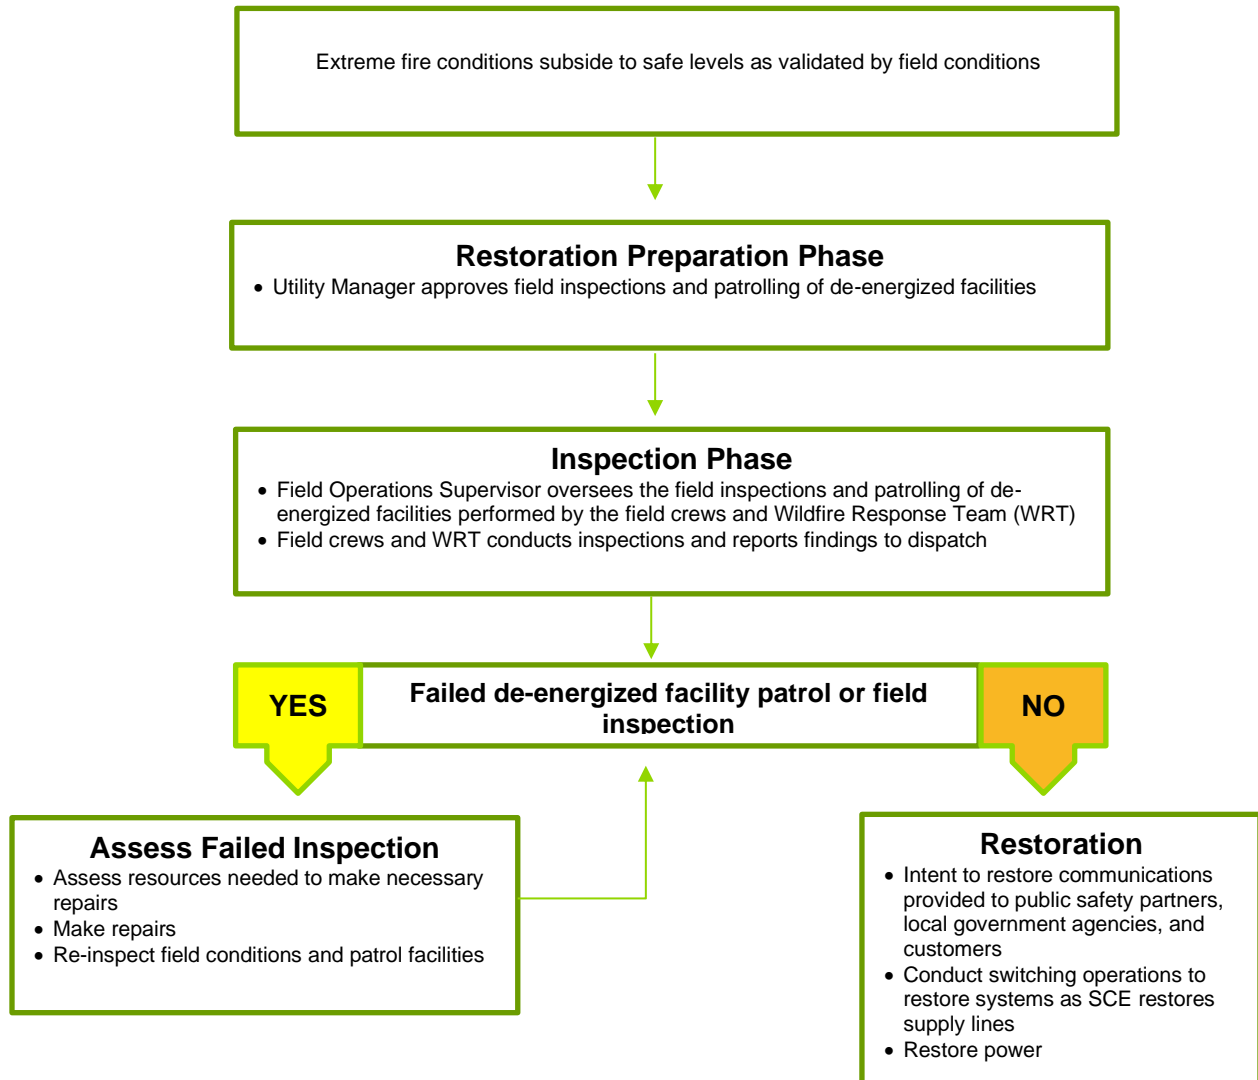 Extreme fire conditions subside to safe levels as validated by field conditions
Restoration Preparation Phase
• Utility Manager approves field inspections and patrolling of de-energized facilities
Inspection Phase
• Field Operations Supervisor oversees the field inspections and patrolling of de-
energized facilities performed by the field crews and Wildfire Response Team (WRT)
• Field crews and WRT conducts inspections and reports findings to dispatch
YES
Failed de-energized facility patrol or field
inspection
NO
Assess Failed Inspection
• Assess resources needed to make necessary
repairs
• Make repairs
• Re-inspect field conditions and patrol facilities
Restoration
• Intent to restore communications
provided to public safety partners,
local government agencies, and
customers
• Conduct switching operations to
restore systems as SCE restores
supply lines
• Restore power